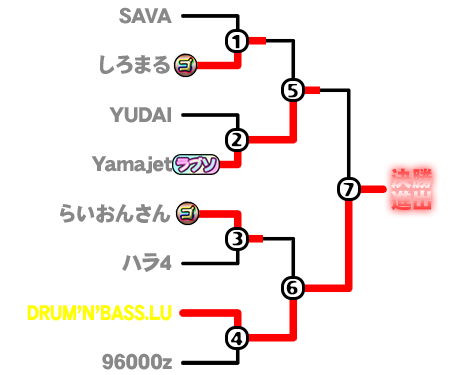 SAVA
1
しろまる ゴ
5
YUDAI
2
Yamajet ラブソ
7
決勝
進出
らいおんさん ゴ
3
ハラ4
6
DRUM'N'BASS.LU
4
96000z